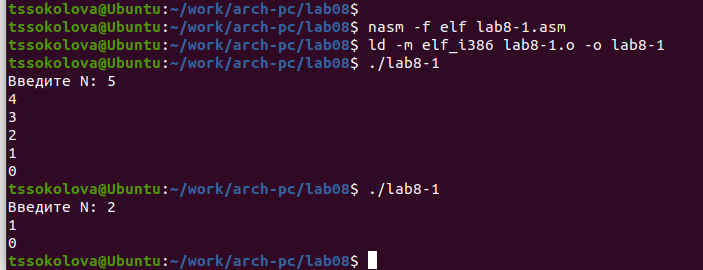 tssokolova@Ubuntu:~/work/arch-pc/lab08$
tssokolova@Ubuntu:~/work/arch-pc/lab08$ nasm -f elf lab8-1.asm
tssokolova@Ubuntu:~/work/arch-pc/lab08$ ld -m elf_i386 lab8-1.o -o lab8-1
tssokolova@Ubuntu:~/work/arch-pc/lab08$ ./lab8-1
Введите N: 5
4
3
2
1
0
tssokolova@Ubuntu:~/work/arch-pc/lab08$ ./lab8-1
Введите N: 2
1
0
tssokolova@Ubuntu:~/work/arch-pc/lab08$